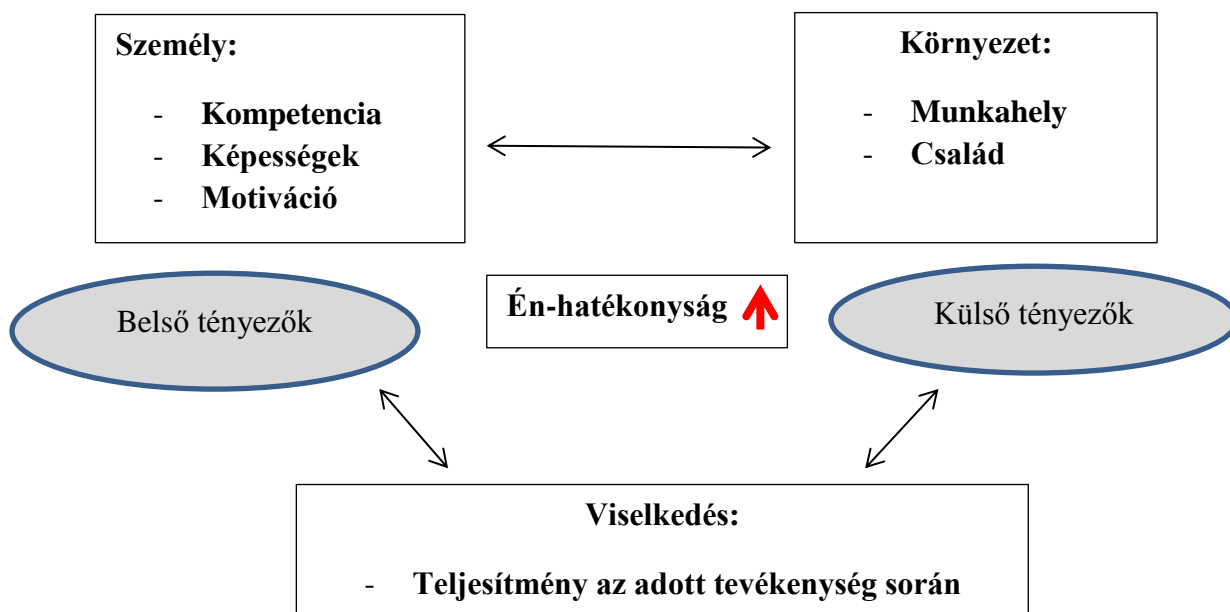 Személy:
- Kompetencia
- Képességek
- Motiváció
Környezet:
- Munkahely
- Család
Belső tényezők
Én-hatékonyság
Külső tényezők
Viselkedés:
- Teljesítmény az adott tevékenység során